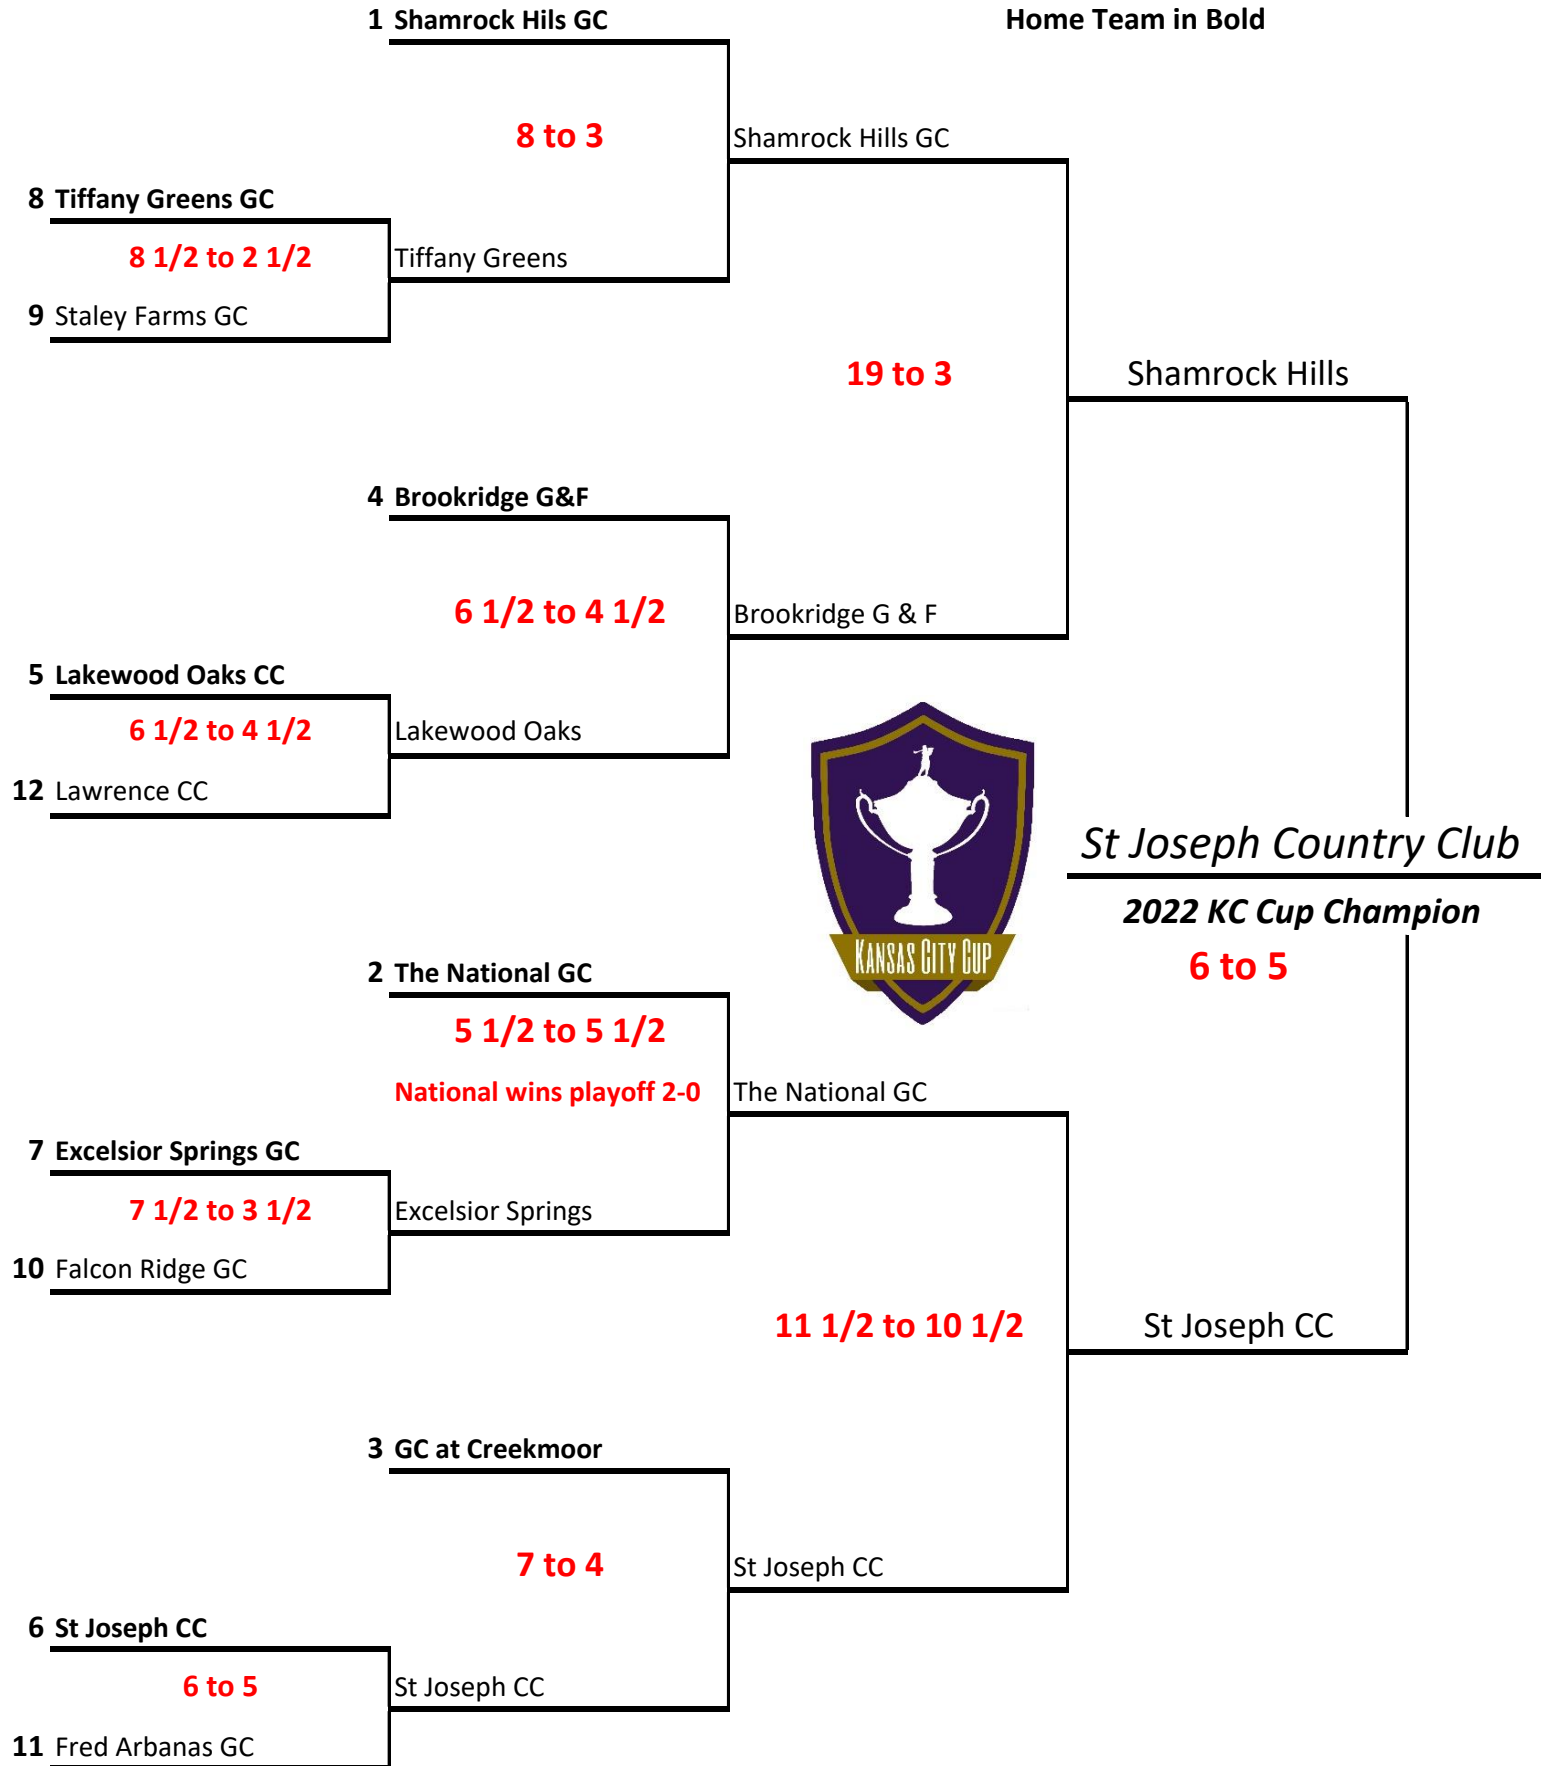 1 Shamrock Hils GC
Home Team in Bold
8 to 3
Shamrock Hills GC
8 Tiffany Greens GC
8 1/2 to 2 1/2
Tiffany Greens
9 Staley Farms GC
19 to 3
Shamrock Hills
4 Brookridge G&F
6 1/2 to 4 1/2
Brookridge G & F
5 Lakewood Oaks CC
6 1/2 to 4 1/2
Lakewood Oaks
12 Lawrence CC
St Joseph Country Club
2022 KC Cup Champion
KANSAS CITY CUP
6 to 5
2 The National GC
5 1/2 to 5 1/2
National wins playoff 2-0
The National GC
7 Excelsior Springs GC
7 1/2 to 3 1/2
Excelsior Springs
10 Falcon Ridge GC
11 1/2 to 10 1/2
St Joseph CC
3 GC at Creekmoor
7 to 4
St Joseph CC
6 St Joseph CC
6 to 5
St Joseph CC
11 Fred Arbanas GC